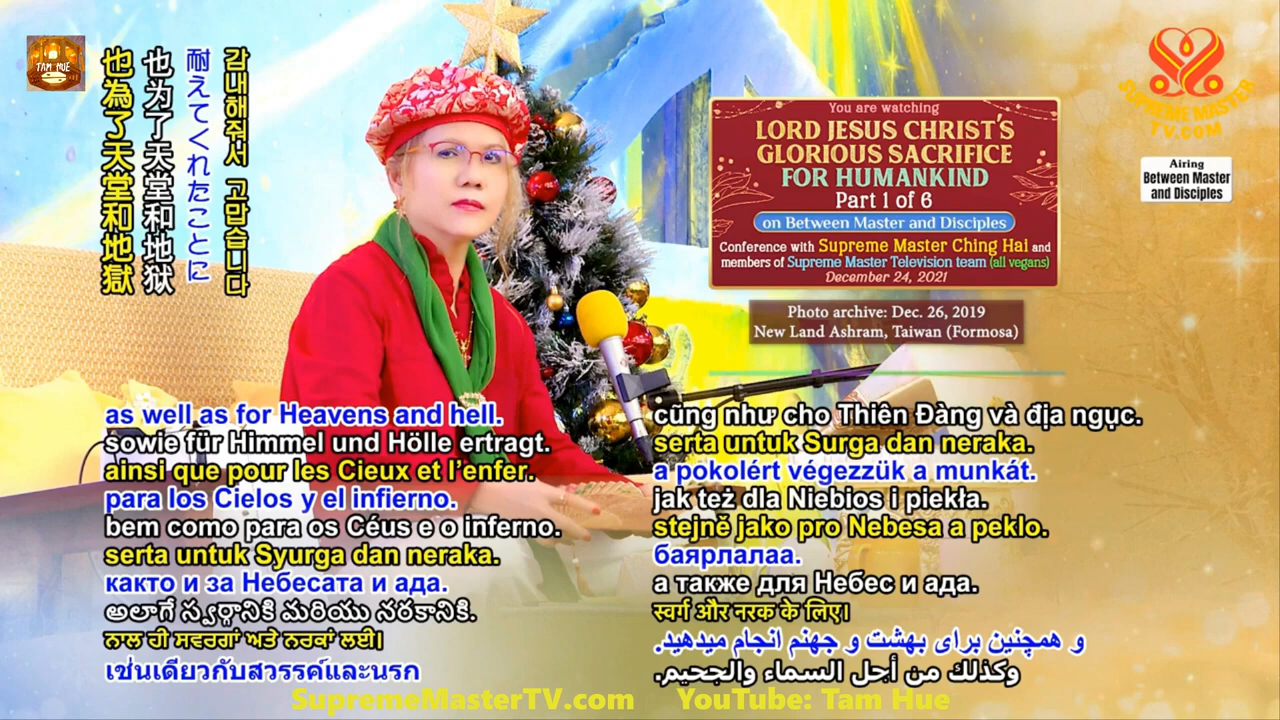 TAM HUE
也為了天堂和地獄
也为了天堂和地狱
耐えてくれたことに
감내해줘서 고맙습니다
You are watching
LORD JESUS CHRIST'S
GLORIOUS SACRIFICE
FOR HUMANKIND
Part 1 of 6
on Between Master and Disciples
Conference with Supreme Master Ching Hai and
members of Supreme Master Television team (all vegans)
December 24, 2021
Photo archive: Dec. 26, 2019
New Land Ashram, Taiwan (Formosa)
SUPREME MASTER
TV.COM
Airing
Between Master
and Disciples
as well as for Heavens and hell.
sowie für Himmel und Hölle ertragt.
ainsi que pour les Cieux et l'enfer.
para los Cielos y el infierno.
bem como para os Céus e o inferno.
serta untuk Syurga dan neraka.
както и за Небесата и ада.
అలాగే స్వర్గానికి మరియు నరకానికి.
ਨਾਲ ਹੀ ਸਵਰਗਾਂ ਅਤੇ ਨਰਕਾਂ ਲਈ।
เช่นเดียวกับสวรรค์และนรก
cũng như cho Thiên Đàng và địa ngục.
serta untuk Surga dan neraka.
a pokolért végezzük a munkát.
jak też dla Niebios i piekła.
stejně jako pro Nebesa a peklo.
баярлалаа.
а также для Небес и ада.
स्वर्ग और नरक के लिए।
و همچنین برای بهشت و جهنم انجام میدهید.
وكذلك من أجل السماء والجحيم.
SupremeMasterTV.com YouTube: Tam Hue